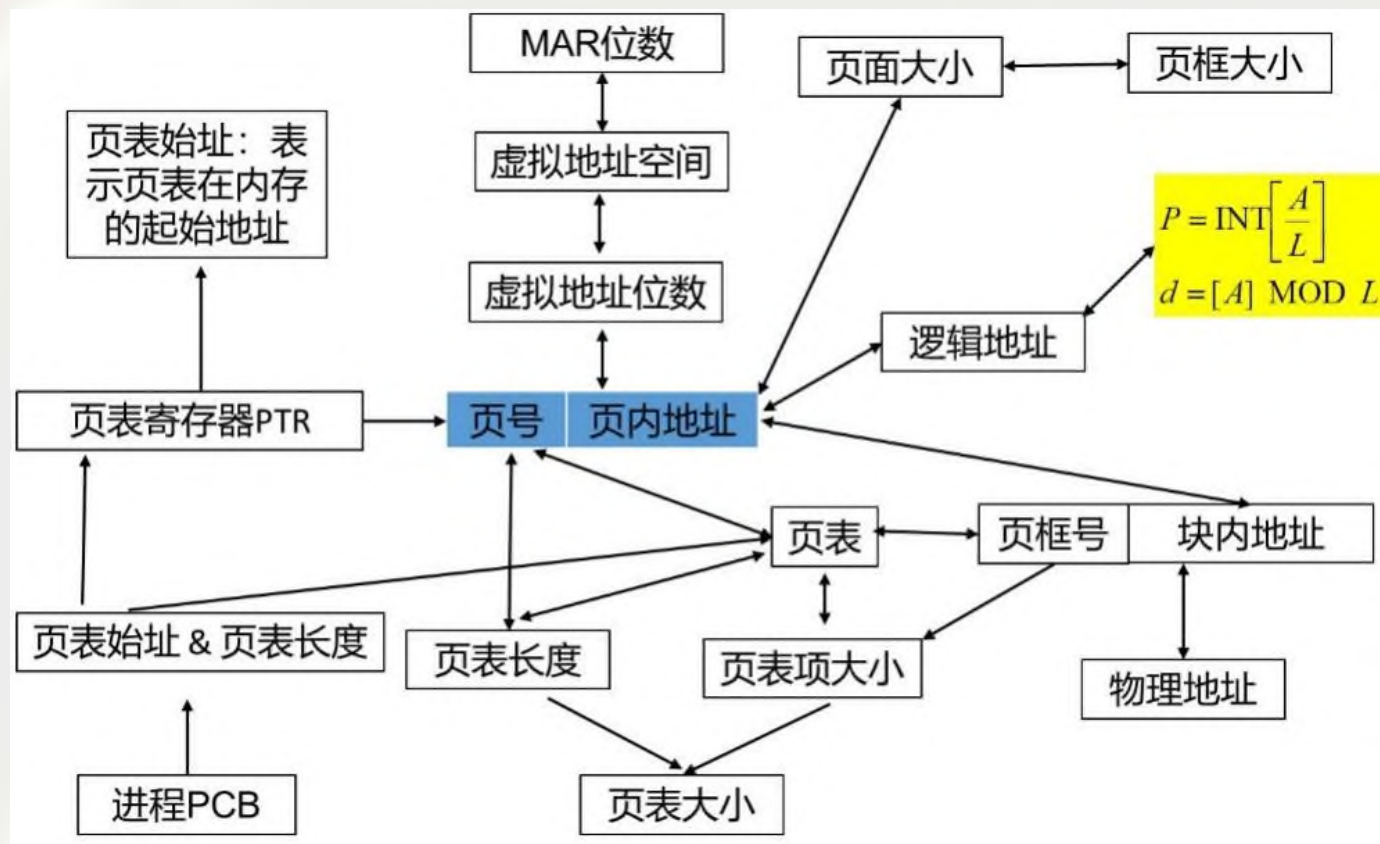 MAR位数
页面大小
页框大小
页表始址：表
示页表在内存
的起始地址
虚拟地址空间
P = INT[A/L]
d = [A] MOD L
虚拟地址位数
逻辑地址
页表寄存器PTR
页号
页内地址
页表
页框号
块内地址
页表始址 & 页表长度
页表长度
页表项大小
物理地址
进程PCB
页表大小